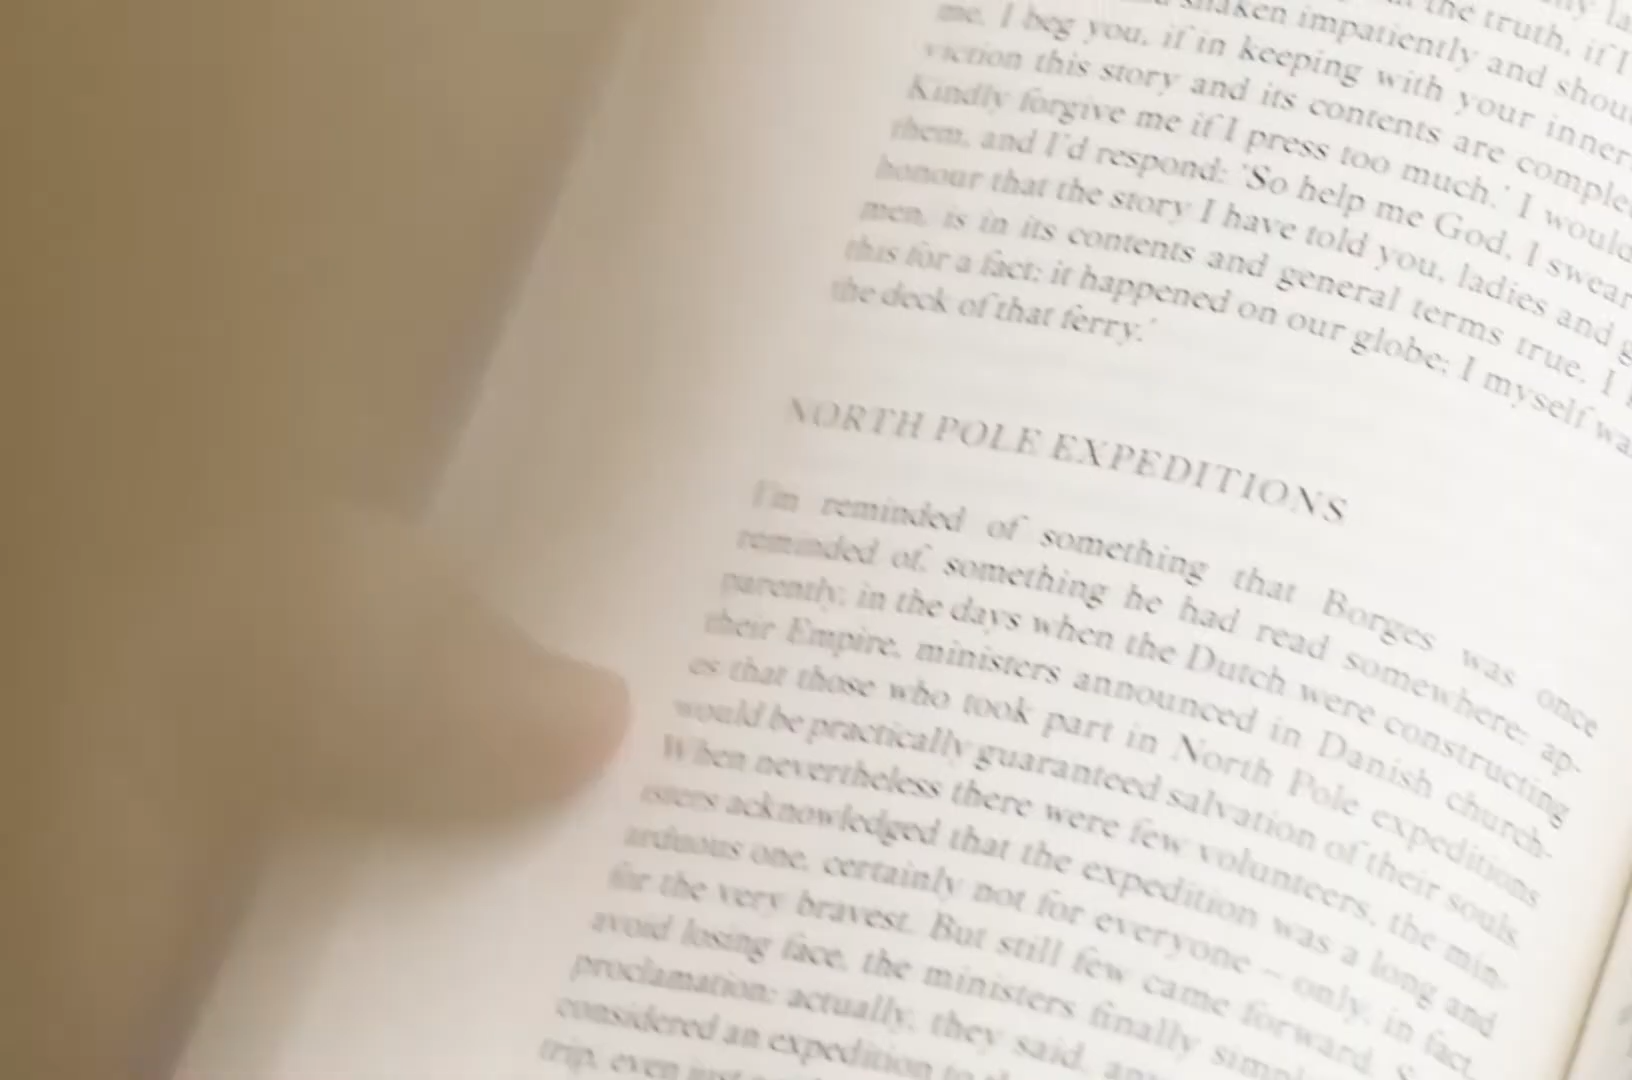 the truth, if I
shaken impatiently and shou
me, I beg you, if in keeping with your inner
viction this story and its contents are comple
Kindly forgive me if I press too much.' I would
them, and I'd respond: 'So help me God, I swear
honour that the story I have told you, ladies and g
men, is in its contents and general terms true. I
this for a fact; it happened on our globe; I myself wa
the deck of that ferry.'
NORTH POLE EXPEDITIONS
I'm reminded of something that Borges was once
reminded of, something he had read somewhere: ap-
parently, in the days when the Dutch were constructing
their Empire, ministers announced in Danish church-
es that those who took part in North Pole expeditions
would be practically guaranteed salvation of their souls.
When nevertheless there were few volunteers, the min-
isters acknowledged that the expedition was a long and
arduous one, certainly not for everyone – only, in fact,
for the very bravest. But still few came forward. S
avoid losing face, the ministers finally simpl
proclamation: actually, they said, any
considered an expedition to th
trip, even just